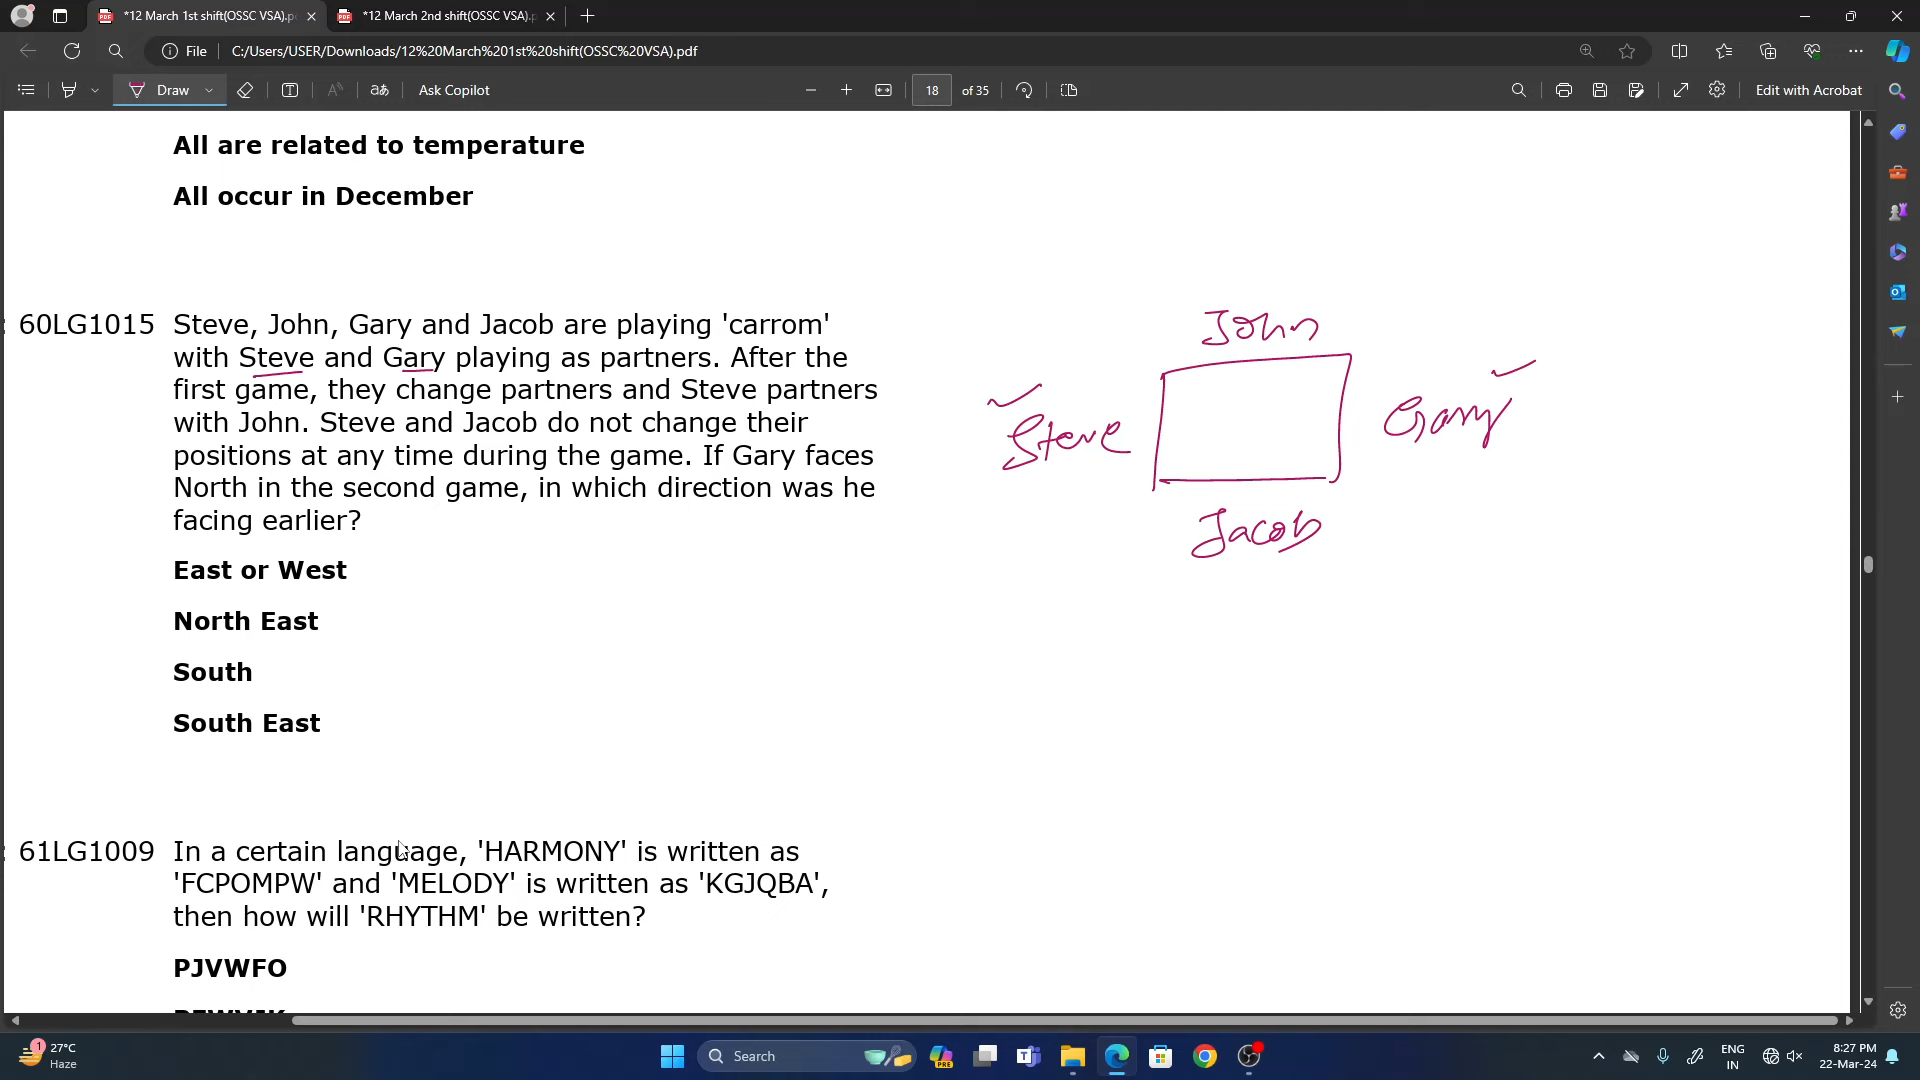 *12 March 1st shift(OSSC VSA).p
*12 March 2nd shift(OSSC VSA).p
File
C:/Users/USER/Downloads/12%20March%201st%20shift(OSSC%20VSA).pdf
Draw
aあ
Ask Copilot
18 of 35
Edit with Acrobat
All are related to temperature
All occur in December
60LG1015 Steve, John, Gary and Jacob are playing 'carrom'
with Steve and Gary playing as partners. After the
first game, they change partners and Steve partners
with John. Steve and Jacob do not change their
positions at any time during the game. If Gary faces
North in the second game, in which direction was he
facing earlier?
East or West
North East
South
South East
John
Steve
Gary
Jacob
61LG1009 In a certain language, 'HARMONY' is written as
'FCPOMPW' and 'MELODY' is written as 'KGJQBA',
then how will 'RHYTHM' be written?
PJVWFO
1
27°C
Haze
Search
PRE
ENG
IN
8:27 PM
22-Mar-24